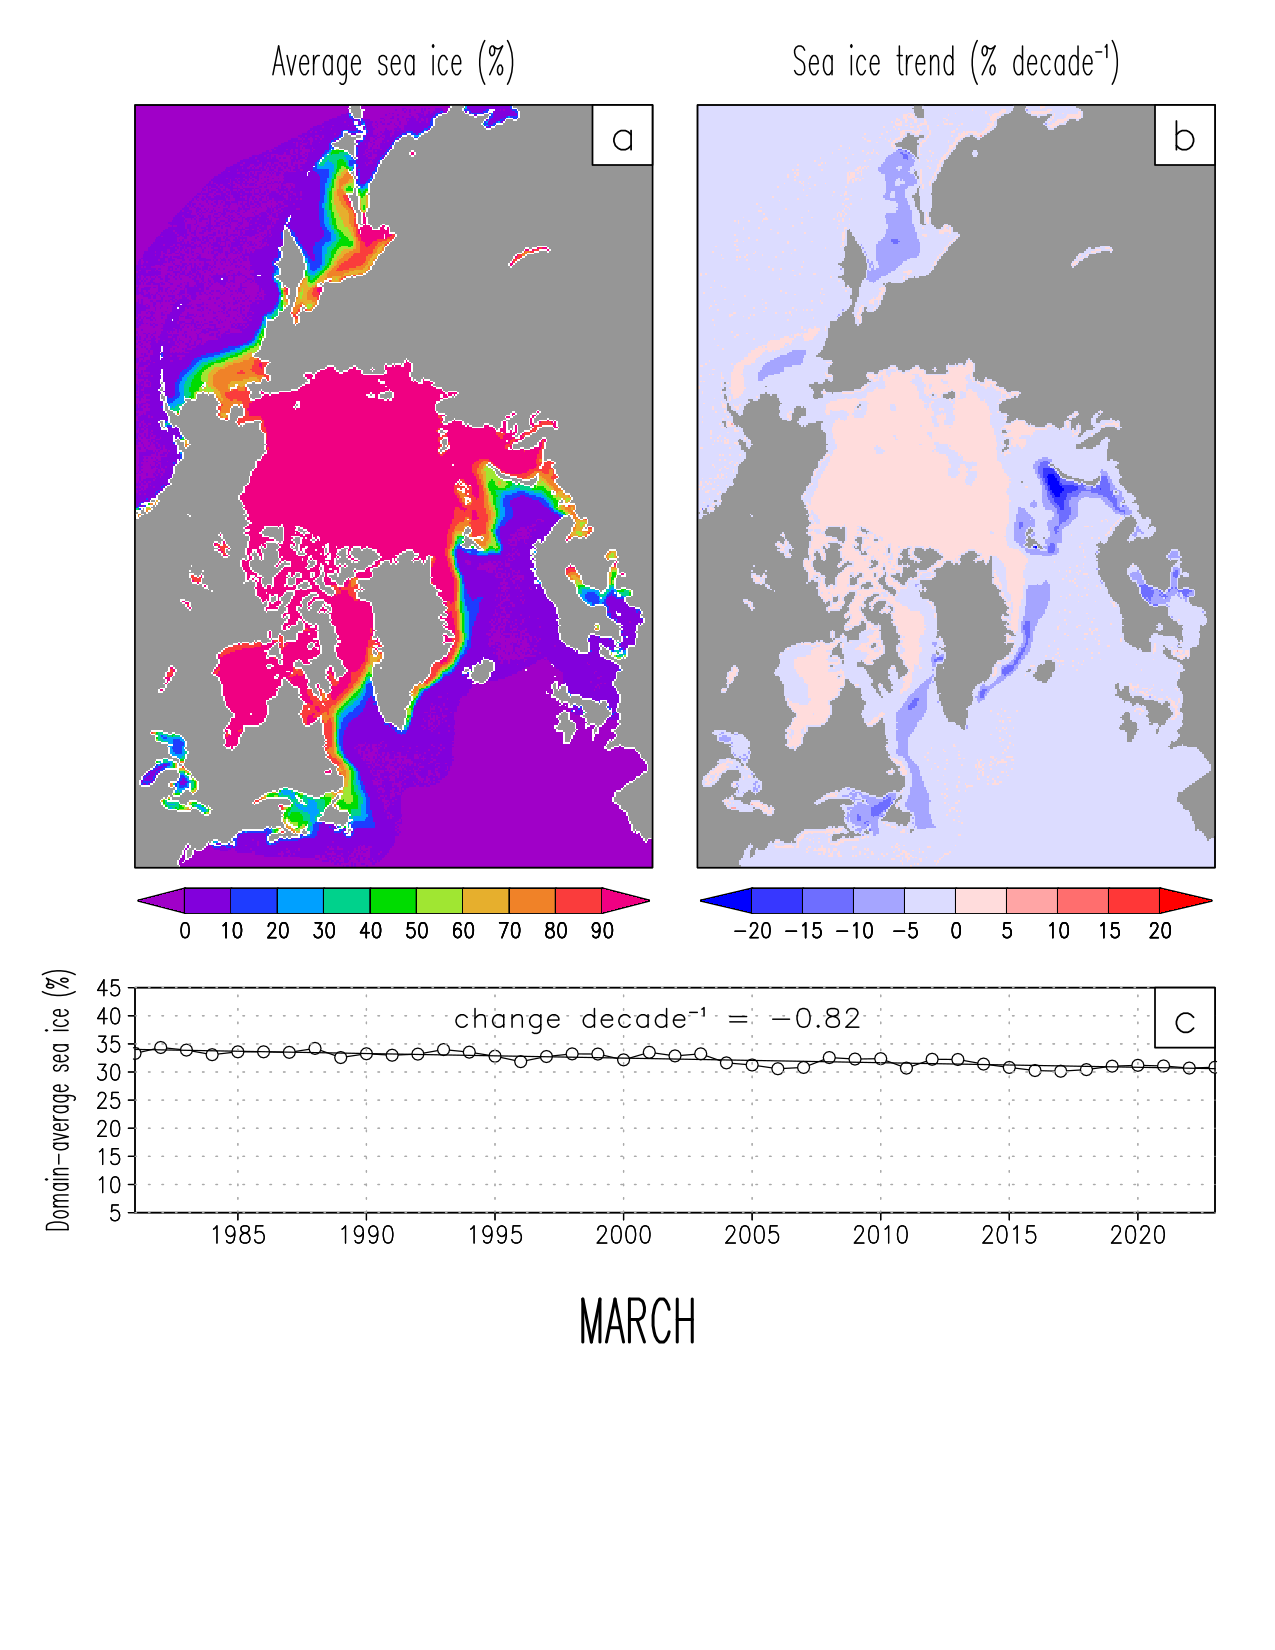 Average sea ice (%)
Sea ice trend (% decade⁻¹)
a
b
0 10 20 30 40 50 60 70 80 90
−20 −15 −10 −5 0 5 10 15 20
Domain−average sea ice (%)
45
40
35
30
25
20
15
10
5
change decade⁻¹ = −0.82
c
1985 1990 1995 2000 2005 2010 2015 2020
MARCH